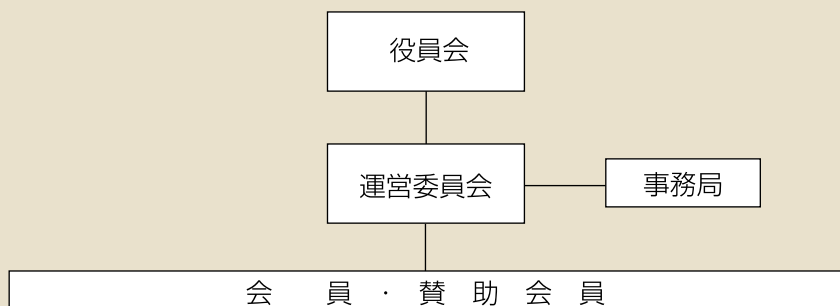 役員会
運営委員会
事務局
会　員・賛助会員